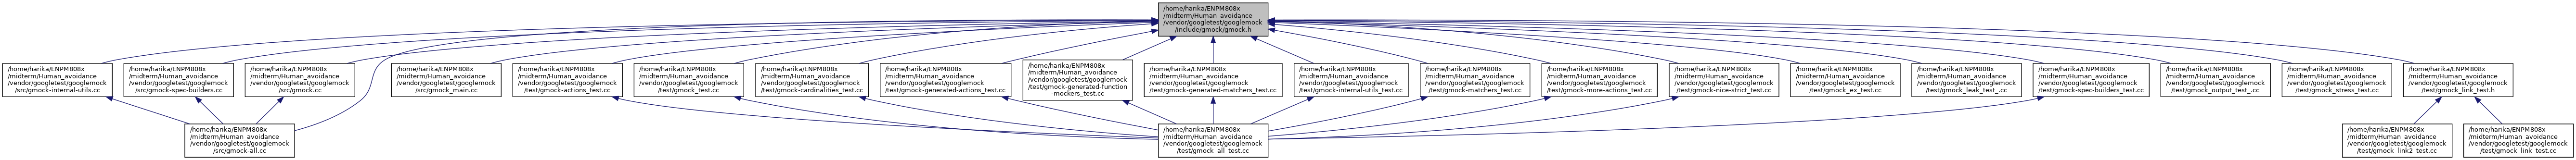 /home/harika/ENPM808x
/midterm/Human_avoidance
/vendor/googletest/googlemock
/include/gmock/gmock.h
/home/harika/ENPM808x
/midterm/Human_avoidance
/vendor/googletest/googlemock
/src/gmock-internal-utils.cc
/home/harika/ENPM808x
/midterm/Human_avoidance
/vendor/googletest/googlemock
/src/gmock-spec-builders.cc
/home/harika/ENPM808x
/midterm/Human_avoidance
/vendor/googletest/googlemock
/src/gmock.cc
/home/harika/ENPM808x
/midterm/Human_avoidance
/vendor/googletest/googlemock
/src/gmock_main.cc
/home/harika/ENPM808x
/midterm/Human_avoidance
/vendor/googletest/googlemock
/test/gmock-actions_test.cc
/home/harika/ENPM808x
/midterm/Human_avoidance
/vendor/googletest/googlemock
/test/gmock_test.cc
/home/harika/ENPM808x
/midterm/Human_avoidance
/vendor/googletest/googlemock
/test/gmock-cardinalities_test.cc
/home/harika/ENPM808x
/midterm/Human_avoidance
/vendor/googletest/googlemock
/test/gmock-generated-actions_test.cc
/home/harika/ENPM808x
/midterm/Human_avoidance
/vendor/googletest/googlemock
/test/gmock-generated-function
-mockers_test.cc
/home/harika/ENPM808x
/midterm/Human_avoidance
/vendor/googletest/googlemock
/test/gmock-generated-matchers_test.cc
/home/harika/ENPM808x
/midterm/Human_avoidance
/vendor/googletest/googlemock
/test/gmock-internal-utils_test.cc
/home/harika/ENPM808x
/midterm/Human_avoidance
/vendor/googletest/googlemock
/test/gmock-matchers_test.cc
/home/harika/ENPM808x
/midterm/Human_avoidance
/vendor/googletest/googlemock
/test/gmock-more-actions_test.cc
/home/harika/ENPM808x
/midterm/Human_avoidance
/vendor/googletest/googlemock
/test/gmock-nice-strict_test.cc
/home/harika/ENPM808x
/midterm/Human_avoidance
/vendor/googletest/googlemock
/test/gmock_ex_test.cc
/home/harika/ENPM808x
/midterm/Human_avoidance
/vendor/googletest/googlemock
/test/gmock_leak_test_.cc
/home/harika/ENPM808x
/midterm/Human_avoidance
/vendor/googletest/googlemock
/test/gmock-spec-builders_test.cc
/home/harika/ENPM808x
/midterm/Human_avoidance
/vendor/googletest/googlemock
/test/gmock_output_test_.cc
/home/harika/ENPM808x
/midterm/Human_avoidance
/vendor/googletest/googlemock
/test/gmock_stress_test.cc
/home/harika/ENPM808x
/midterm/Human_avoidance
/vendor/googletest/googlemock
/test/gmock_link_test.h
/home/harika/ENPM808x
/midterm/Human_avoidance
/vendor/googletest/googlemock
/src/gmock-all.cc
/home/harika/ENPM808x
/midterm/Human_avoidance
/vendor/googletest/googlemock
/test/gmock_all_test.cc
/home/harika/ENPM808x
/midterm/Human_avoidance
/vendor/googletest/googlemock
/test/gmock_link2_test.cc
/home/harika/ENPM808x
/midterm/Human_avoidance
/vendor/googletest/googlemock
/test/gmock_link_test.cc